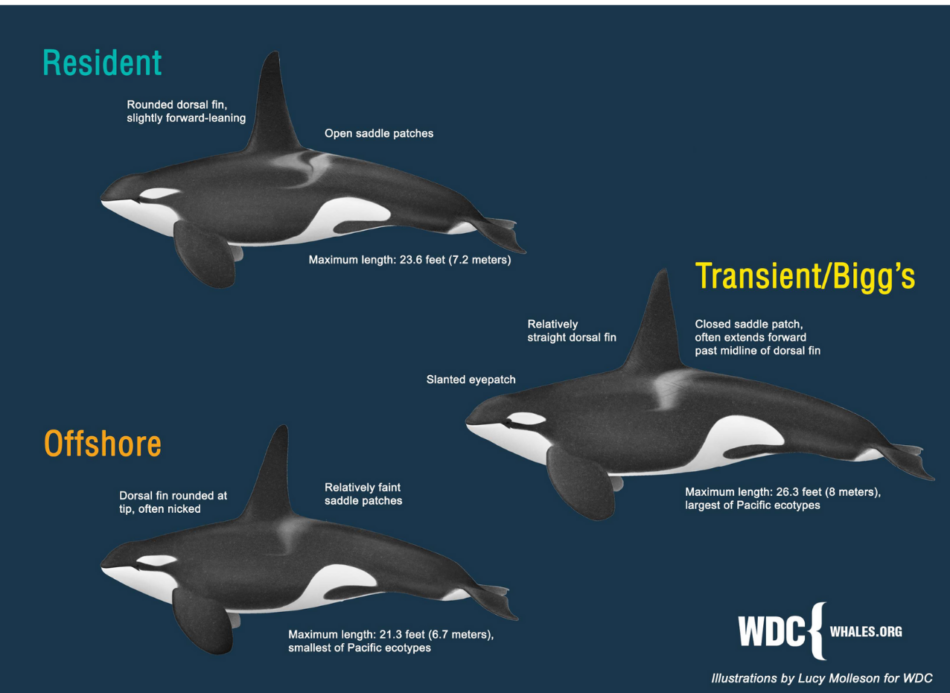 Resident
Rounded dorsal fin,
slightly forward-leaning
Open saddle patches
Maximum length: 23.6 feet (7.2 meters)
Transient/Bigg's
Relatively
straight dorsal fin
Closed saddle patch,
often extends forward
past midline of dorsal fin
Slanted eyepatch
Maximum length: 26.3 feet (8 meters),
largest of Pacific ecotypes
Offshore
Dorsal fin rounded at
tip, often nicked
Relatively faint
saddle patches
Maximum length: 21.3 feet (6.7 meters),
smallest of Pacific ecotypes
WDC
WHALES.ORG
Illustrations by Lucy Molleson for WDC